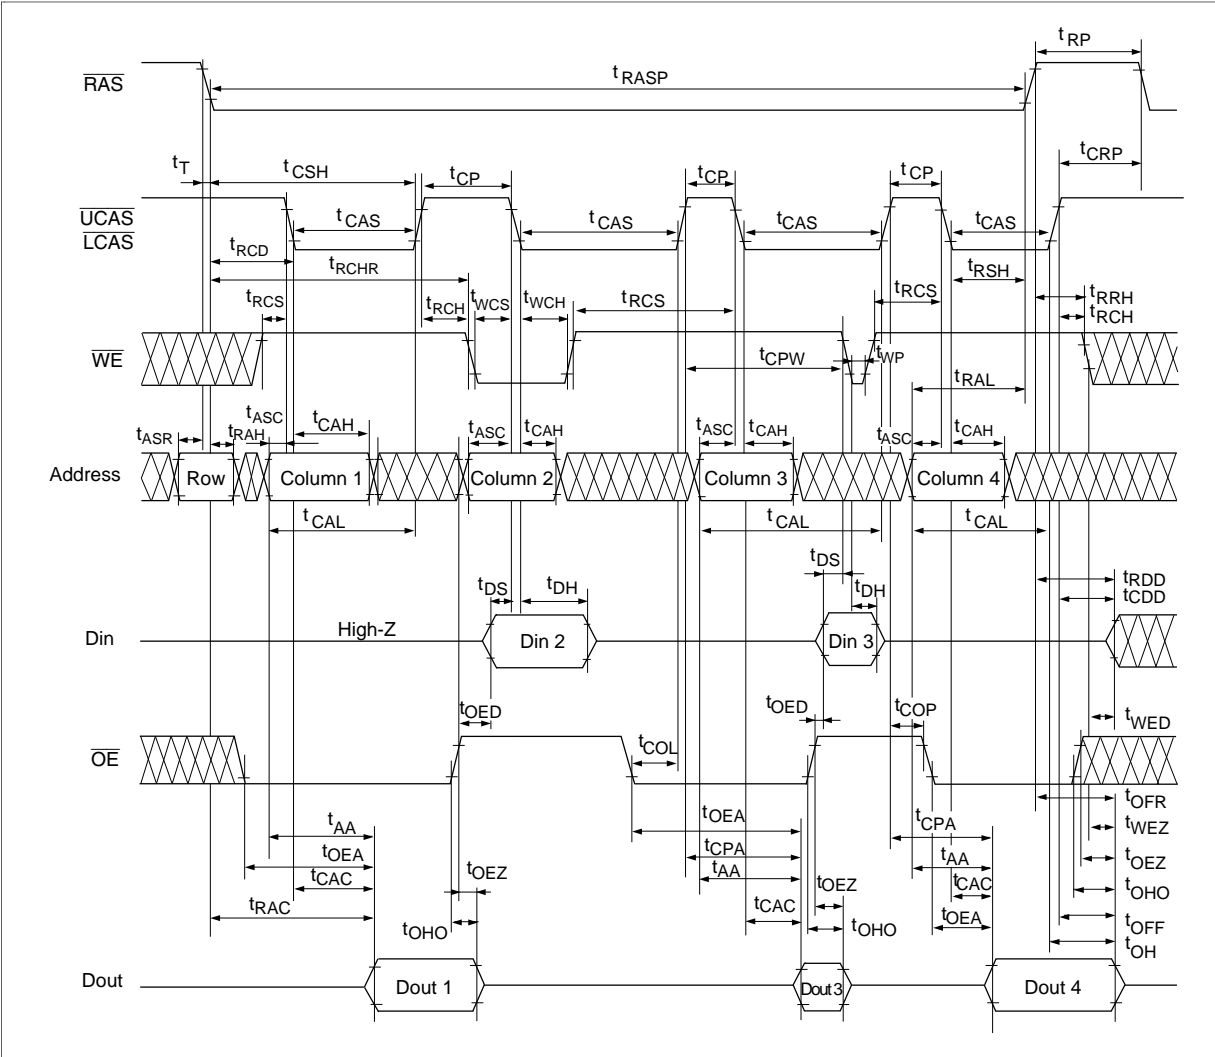 tRP
RAS
tRASP
tT tCSH tCP tCP tCP tCRP
UCAS
LCAS
tCAS tCAS tCAS tCAS
tRCD
tRCHR
tRSH
tRCS tRCH tWCS tWCH tRCS tRCS tRRH
tRCH
WE
tCPW tWP
tRAL
tASR tRAH tASC tCAH tASC tCAH tASC tCAH tASC tCAH
Address Row Column 1 Column 2 Column 3 Column 4
tCAL tCAL tCAL
tDS tDH tDS tDH tRDD
tCDD
Din High-Z Din 2 Din 3
tOED tOED tCOP tWED
OE
tCOL
tOFR
tAA tOEA tCPA tWEZ
tOEA tCPA tAA tOEZ
tCAC tOEZ tAA tOEZ tCAC tOHO
tRAC tOHO tCAC tOHO tOEA tOFF
tOH
Dout Dout 1 Dout 3 Dout 4